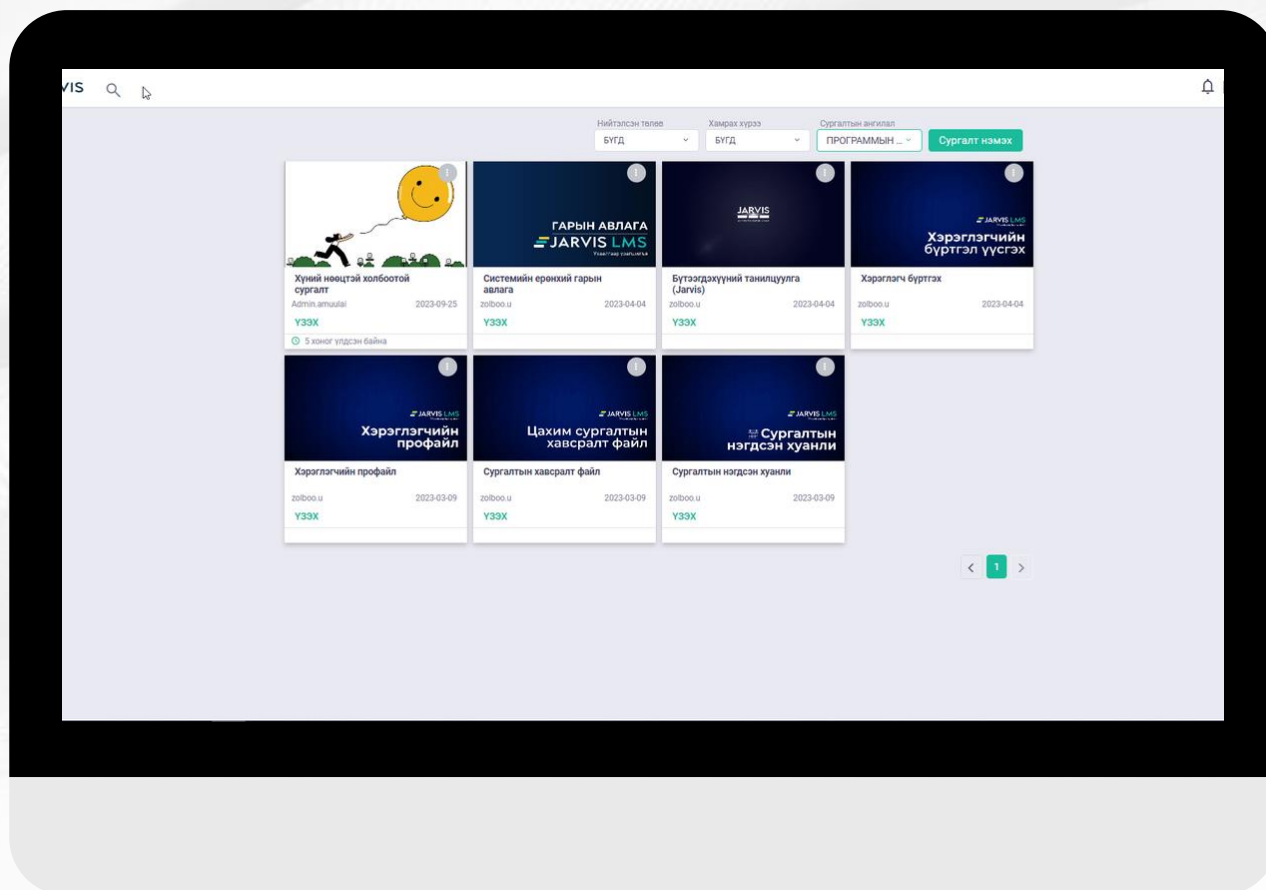 VIS
Нийтэлсэн төлөв
Хамрах хүрээ
Сургалтын ангилал
БҮГД
БҮГД
ПРОГРАММЫН ...
Сургалт нэмэх
Хүний нөөцтэй холбоотой
сургалт
Admin.amuulai 2023-09-25
ҮЗЭХ
5 хоног үлдсэн байна
ГАРЫН АВЛАГА
JARVIS LMS
Системийн ерөнхий гарын
авлага
zolboo.u 2023-04-04
ҮЗЭХ
JARVIS
Бүтээгдэхүүний танилцуулга
(Jarvis)
zolboo.u 2023-04-04
ҮЗЭХ
JARVIS LMS
Хэрэглэгчийн
бүртгэл үүсгэх
Хэрэглэгч бүртгэх
zolboo.u 2023-04-04
ҮЗЭХ
JARVIS LMS
Хэрэглэгчийн
профайл
Хэрэглэгчийн профайл
zolboo.u 2023-03-09
ҮЗЭХ
JARVIS LMS
Цахим сургалтын
хавсралт файл
Сургалтын хавсралт файл
zolboo.u 2023-03-09
ҮЗЭХ
JARVIS LMS
Сургалтын
нэгдсэн хуанли
Сургалтын нэгдсэн хуанли
zolboo.u 2023-03-09
ҮЗЭХ
1